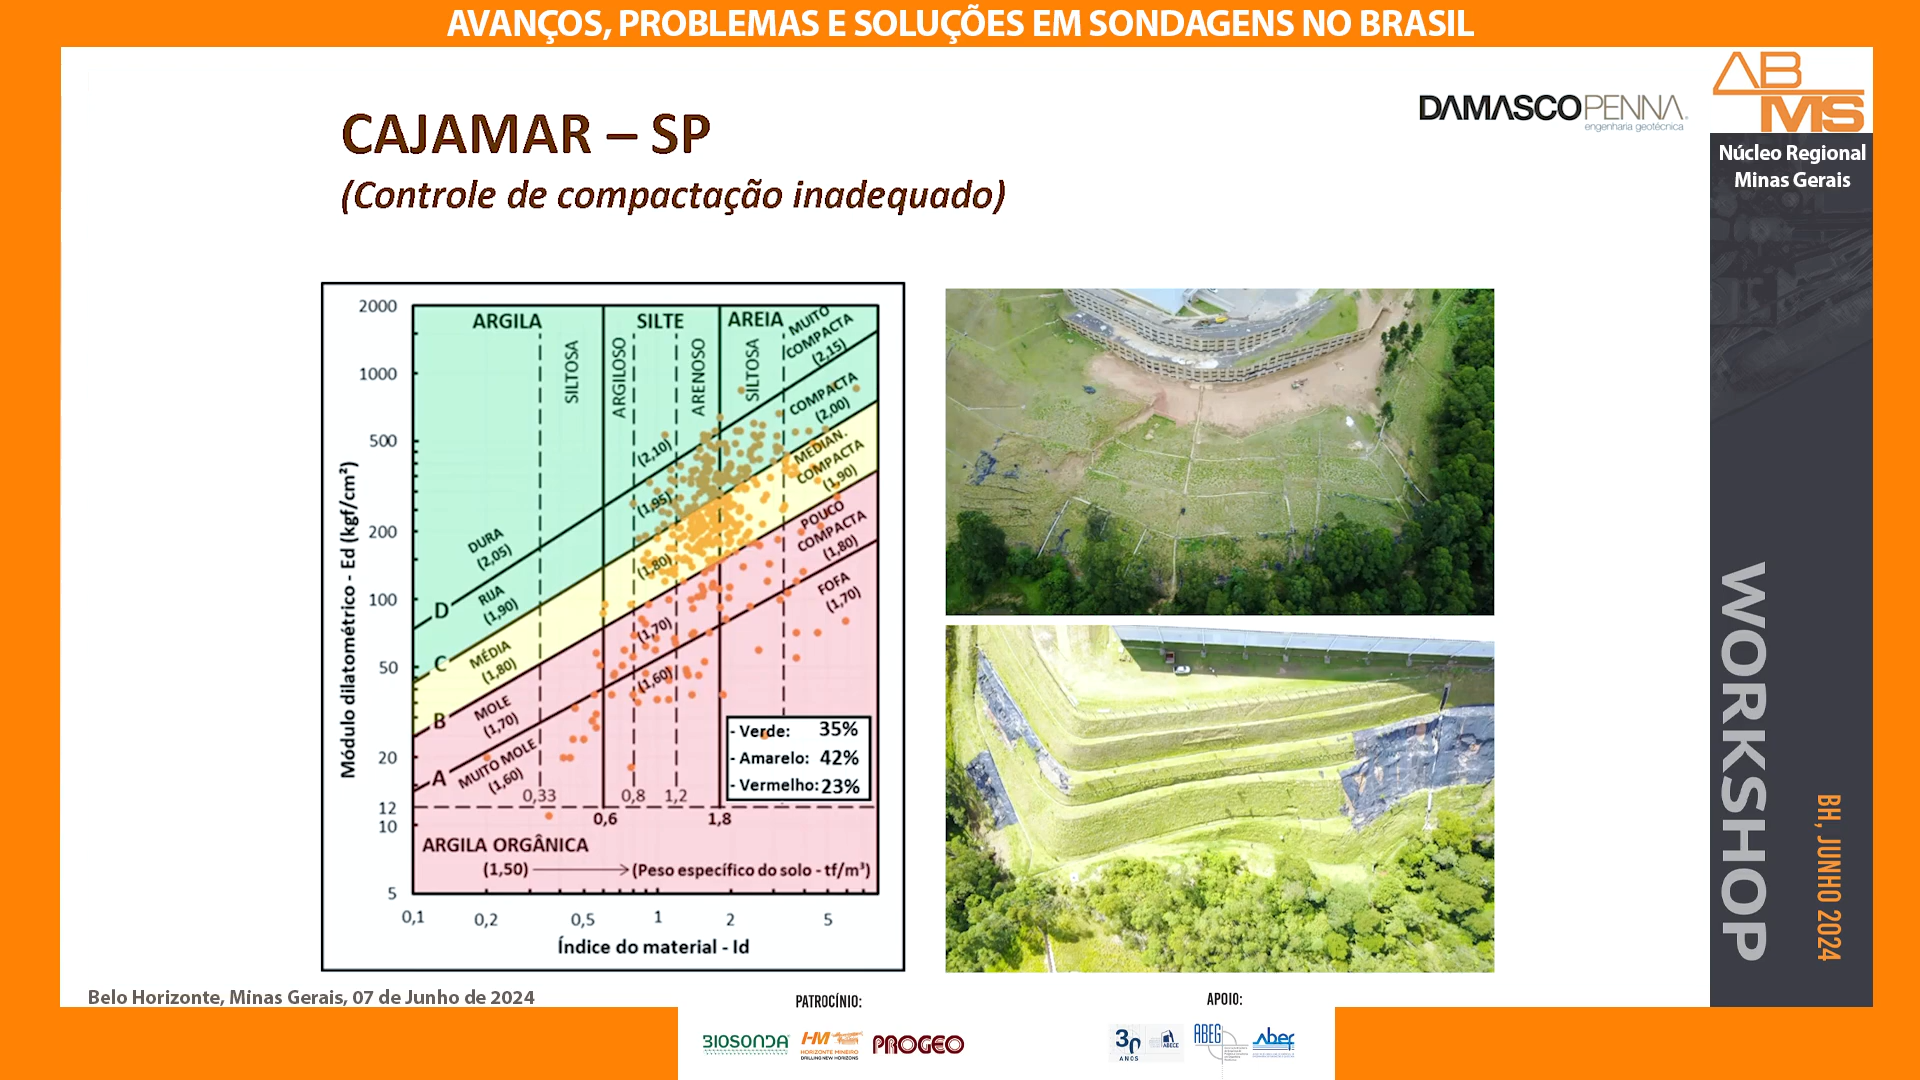 AVANÇOS, PROBLEMAS E SOLUÇÕES EM SONDAGENS NO BRASIL
CAJAMAR – SP
(Controle de compactação inadequado)
DAMASCOPENNA
engenharia geotécnica
ABMS
Núcleo Regional
Minas Gerais
WORKSHOP
BH, JUNHO 2024
Módulo dilatométrico - Ed (kgf/cm²)
2000
1000
500
200
100
50
20
12
10
5
ARGILA
SILTE
AREIA
SILTOSA
ARGILOSO
ARENOSO
SILTOSA
MUITO
COMPACTA
(2,15)
COMPACTA
(2,00)
MEDIAN.
COMPACTA
(1,90)
POUCO
COMPACTA
(1,80)
FOFA
(1,70)
(2,10)
(1,95)
(1,80)
(1,70)
(1,60)
DURA
(2,05)
D
RIJA
(1,90)
C
MÉDIA
(1,80)
B
MOLE
(1,70)
A
MUITO MOLE
(1,60)
- Verde: 35%
- Amarelo: 42%
- Vermelho: 23%
0,33
0,8
1,2
0,6
1,8
ARGILA ORGÂNICA
(1,50)
(Peso específico do solo - tf/m³)
0,1
0,2
0,5
1
2
5
Índice do material - Id
Belo Horizonte, Minas Gerais, 07 de Junho de 2024
PATROCÍNIO:
BIOSONDA
HM
HORIZONTE MINEIRO
DRILLING NEW HORIZONS
PROGEO
APOIO:
30
ANOS
ABECE
ABEG
abef